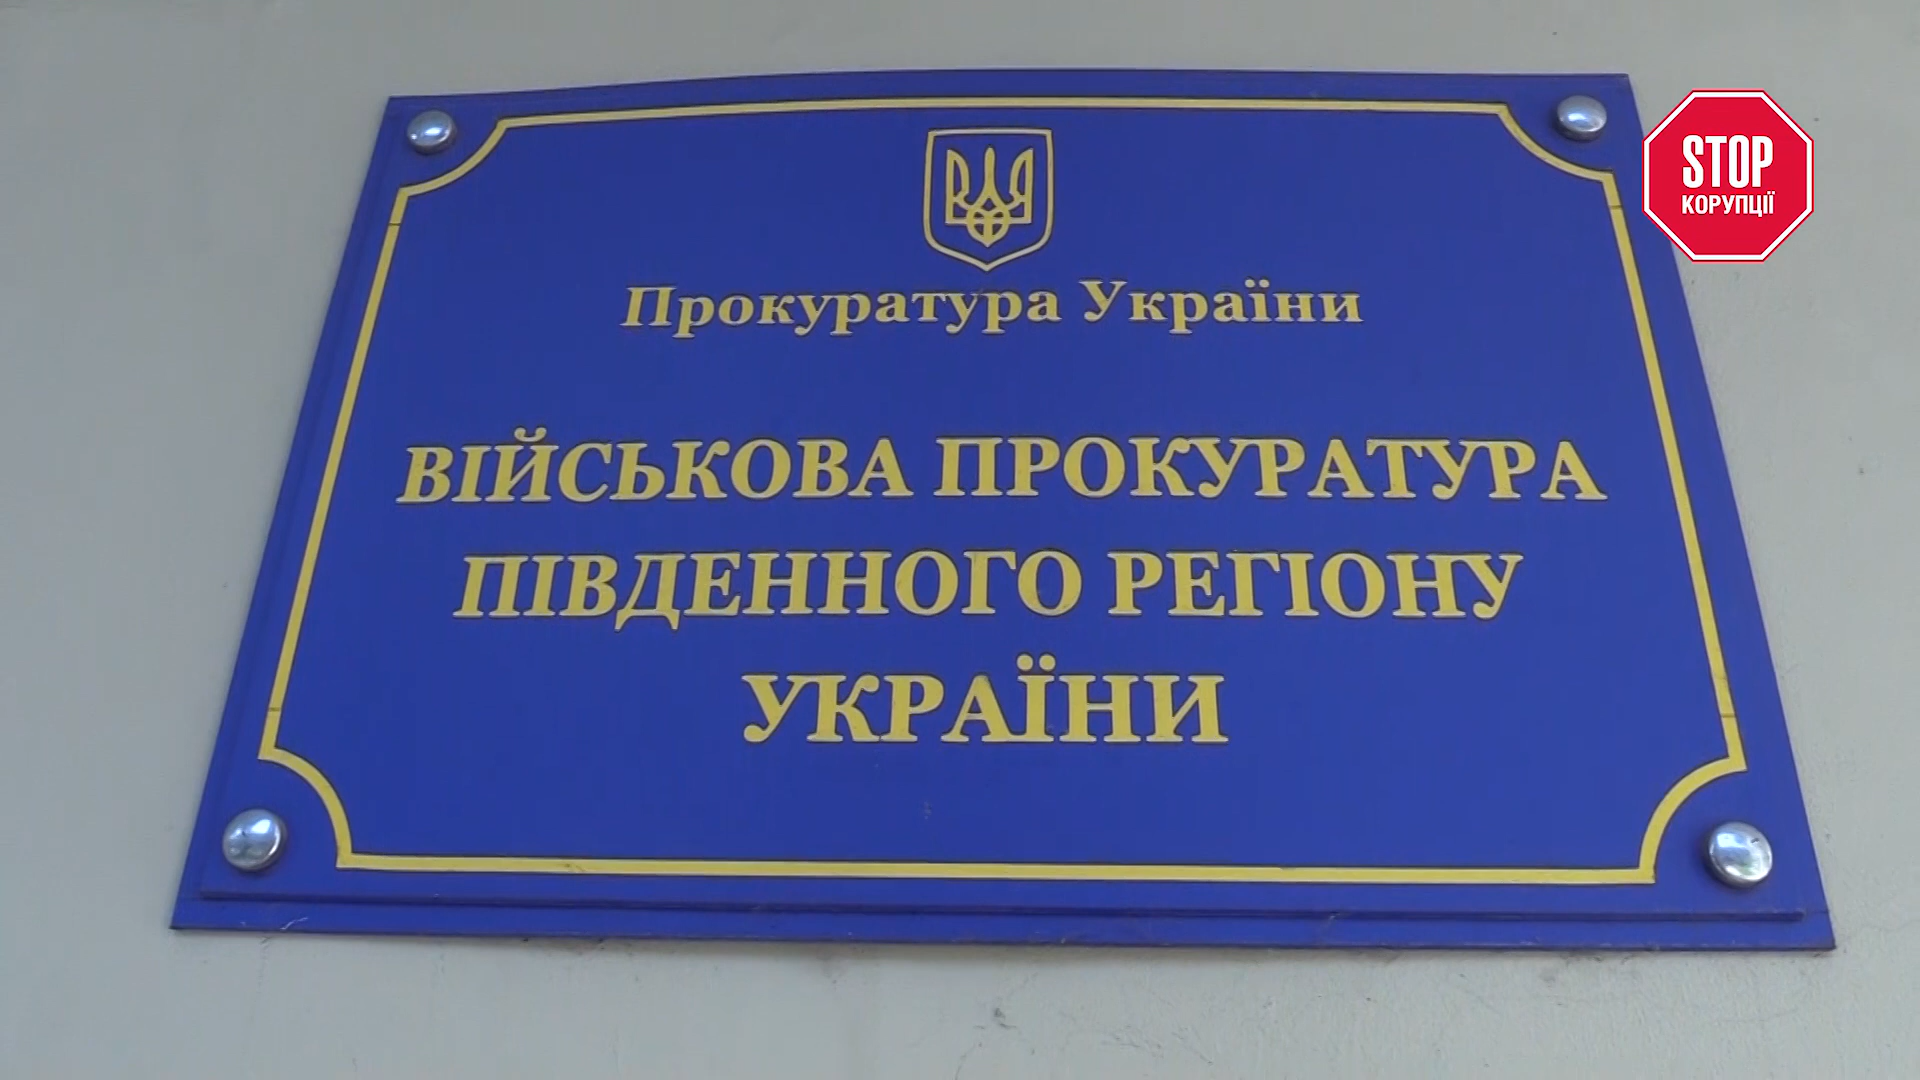 STOP
КОРУПЦІЇ
Прокуратура України
ВІЙСЬКОВА ПРОКУРАТУРА
ПІВДЕННОГО РЕГІОНУ
УКРАЇНИ